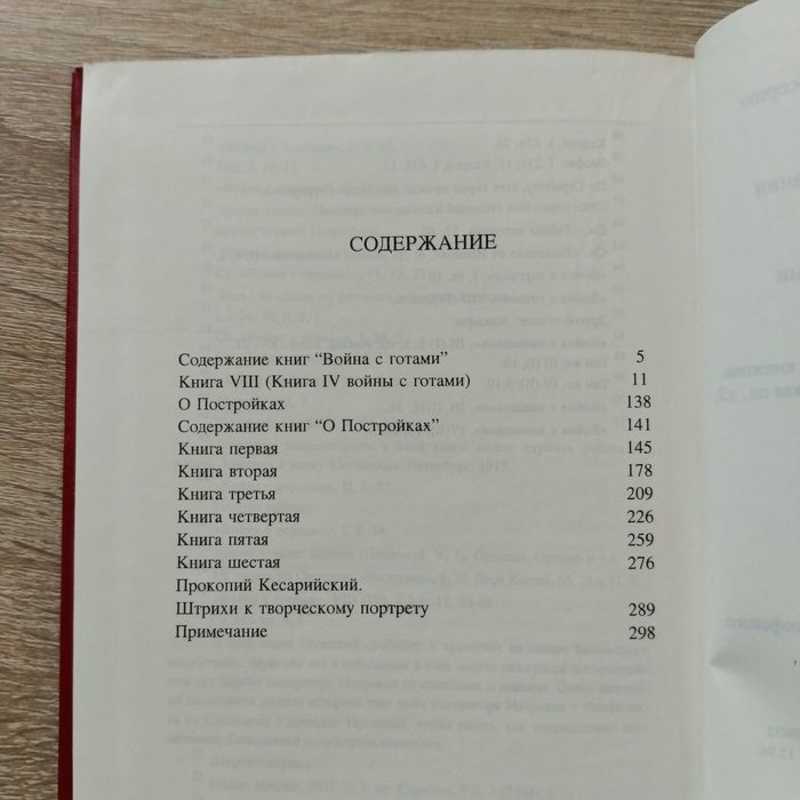 СОДЕРЖАНИЕ
Содержание книг “Война с готами” 5
Книга VIII (Книга IV войны с готами) 11
О Постройках 138
Содержание книг “О Постройках” 141
Книга первая 145
Книга вторая 178
Книга третья 209
Книга четвертая 226
Книга пятая 259
Книга шестая 276
Прокопий Кесарийский.
Штрихи к творческому портрету 289
Примечание 298